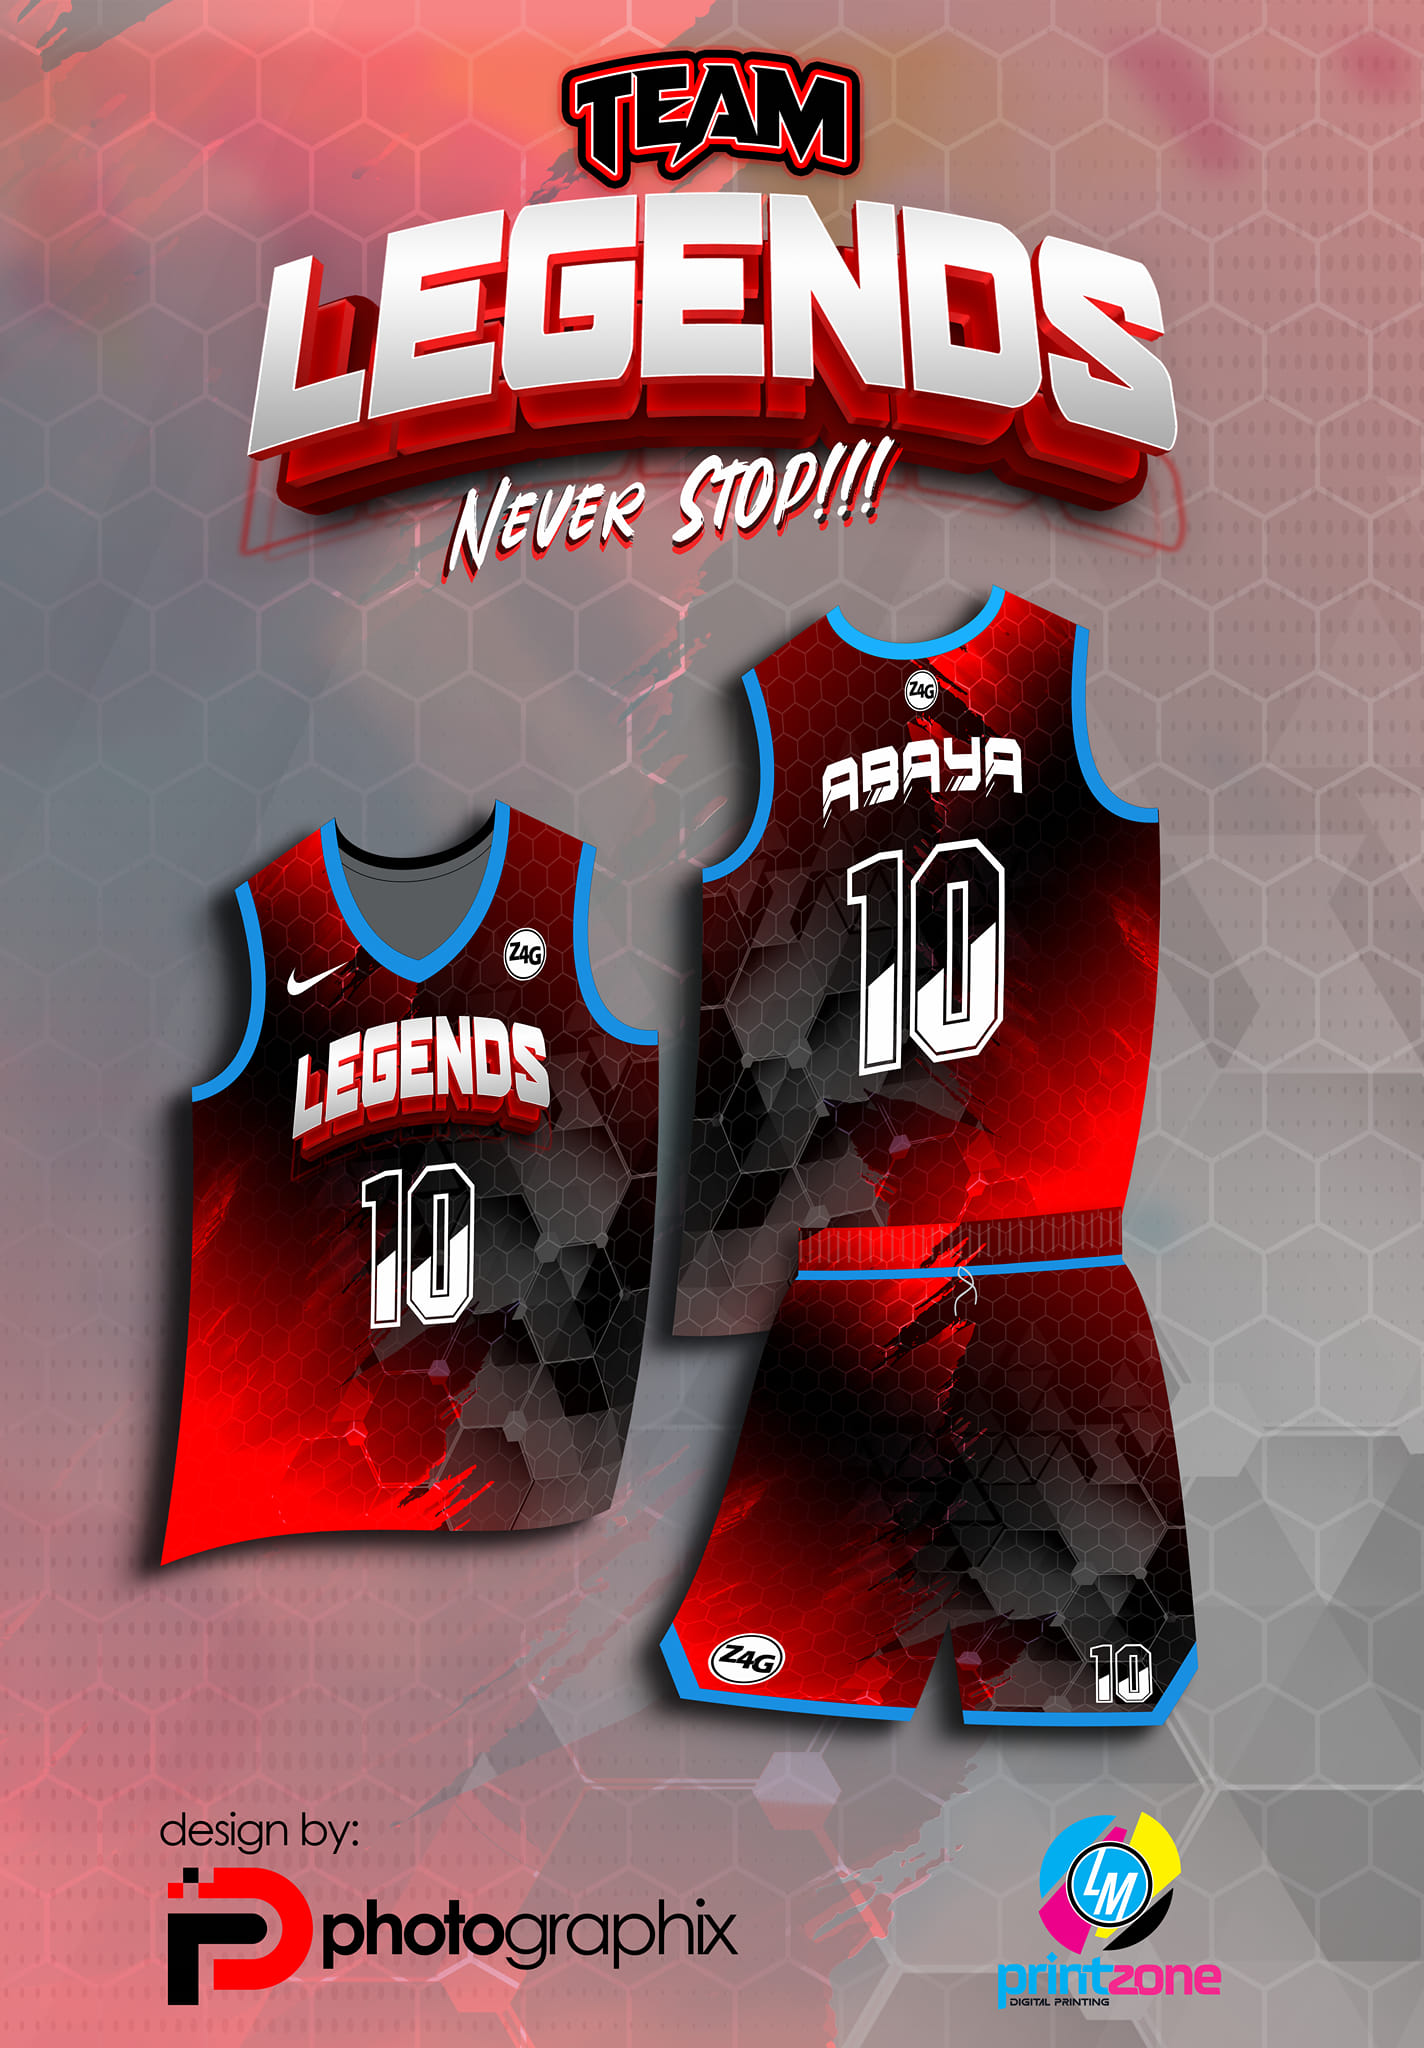 TEAM
LEGENDS
NEVER STOP!!!
Z4G
ABAYA
10
Z4G
LEGENDS
10
Z4G
10
design by:
photographix
LM
printzone
DIGITAL PRINTING